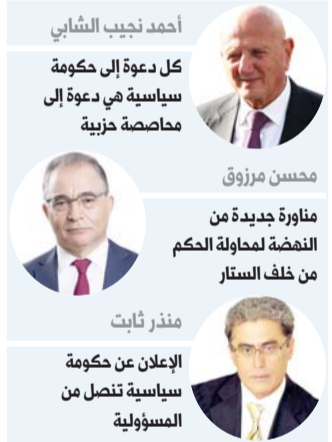 أحمد نجيب الشابي
كل دعوة إلى حكومة
سياسية هي دعوة إلى
محاصصة حزبية
محسن مرزوق
مناورة جديدة من
النهضة لمحاولة الحكم
من خلف الستار
منذر ثابت
الإعلان عن حكومة
سياسية تنصل من
المسؤولية